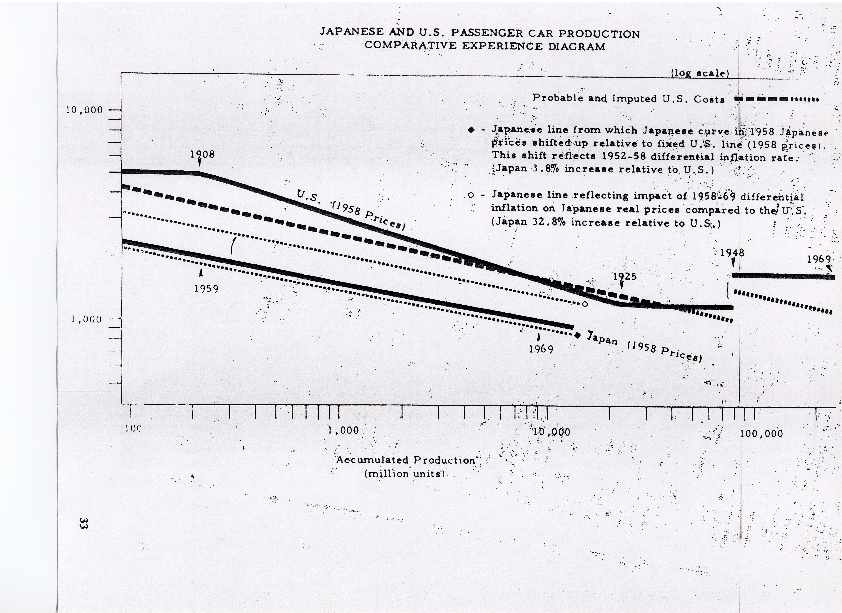 JAPANESE AND U.S. PASSENGER CAR PRODUCTION
COMPARATIVE EXPERIENCE DIAGRAM
(log scale)
Probable and Imputed U.S. Costs
10,000
- Japanese line from which Japanese curve in 1958 Japanese
prices shifted up relative to fixed U.S. line (1958 prices).
This shift reflects 1952-58 differential inflation rate.
(Japan 3.8% increase relative to U.S.)
1908
- Japanese line reflecting impact of 1958-69 differential
inflation on Japanese real prices compared to the U.S.
(Japan 32.8% increase relative to U.S.)
U.S. (1958 Prices)
1948
1969
1925
1959
1,000
Japan (1958 Prices)
1969
100
1,000
10,000
100,000
Accumulated Production
(million units)
33